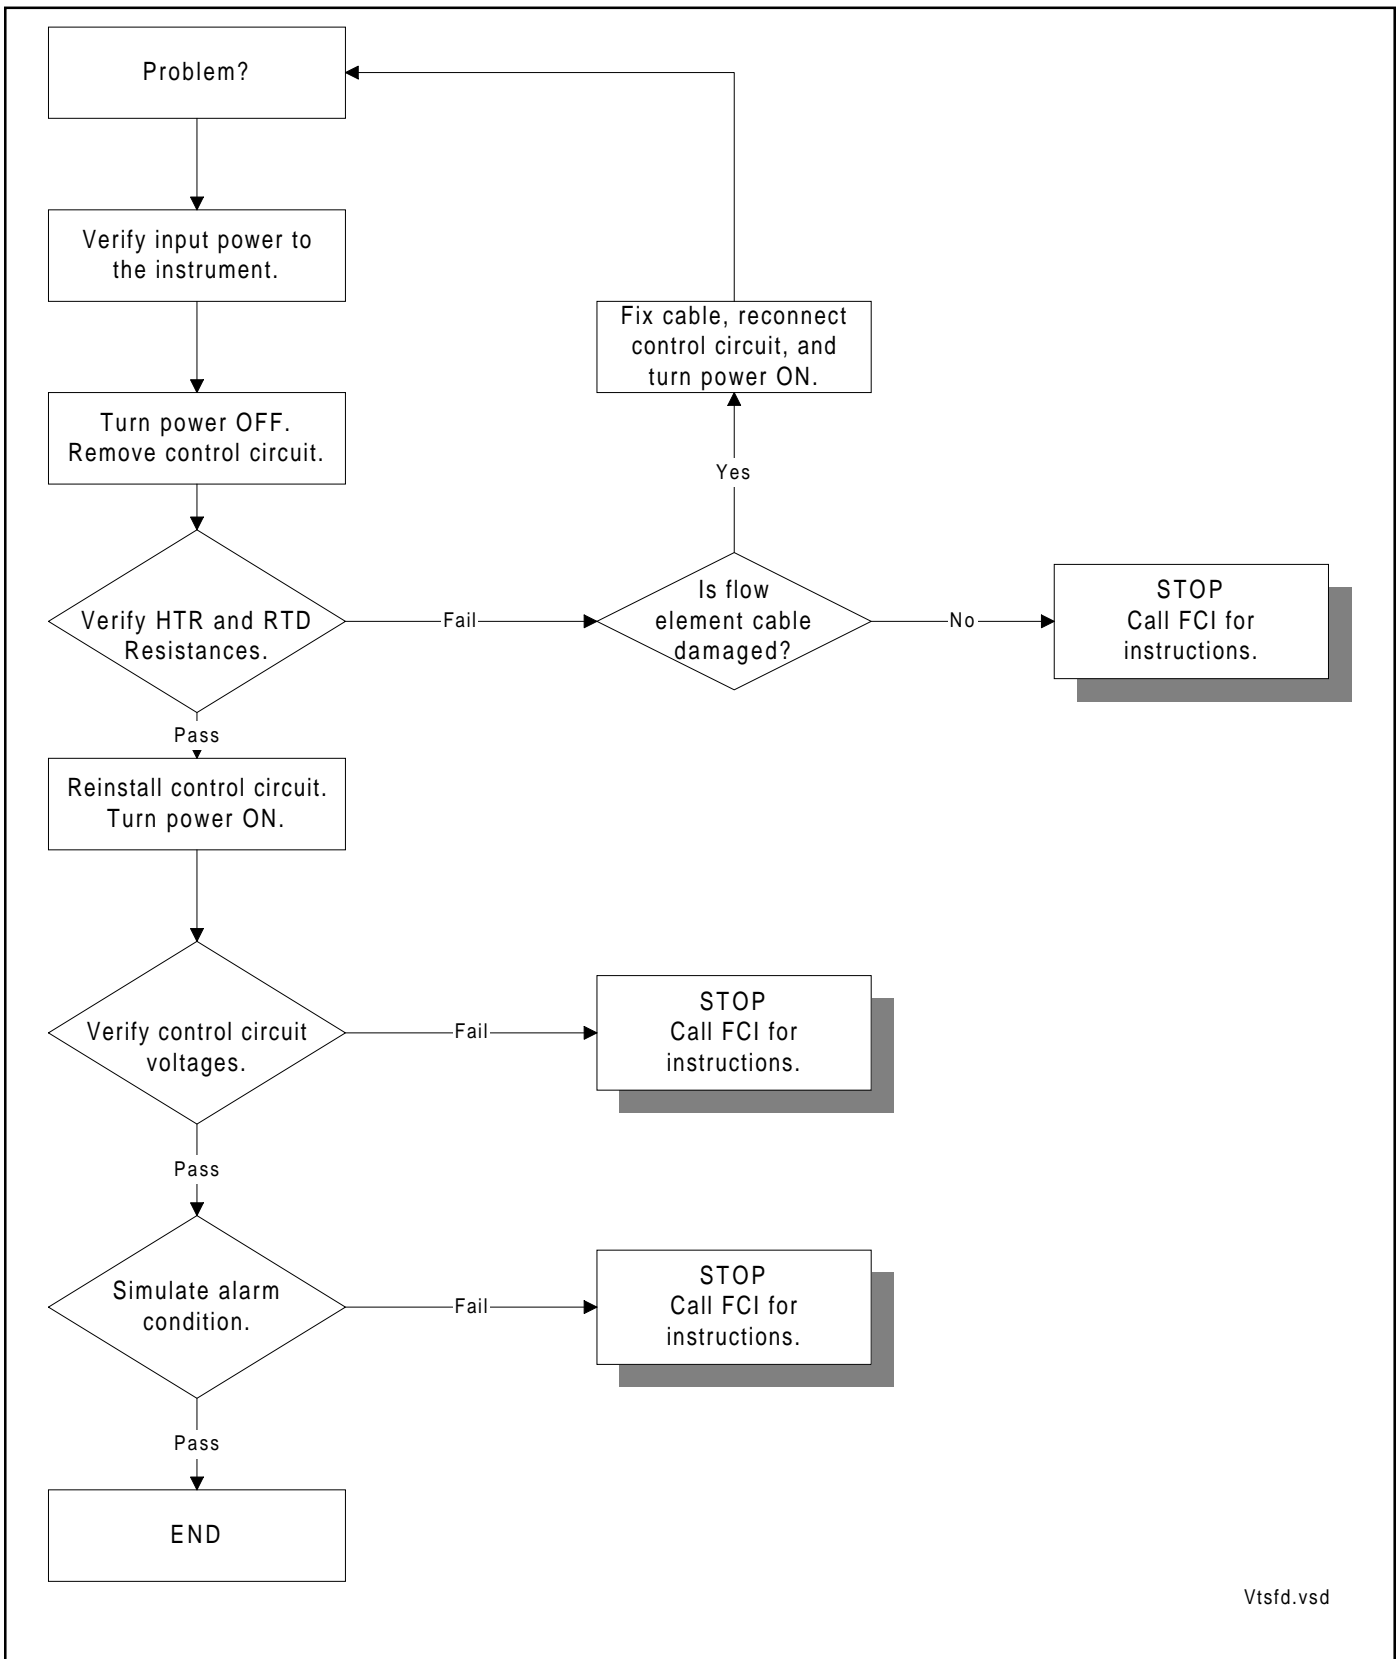 Problem?
Verify input power to
the instrument.
Fix cable, reconnect
control circuit, and
turn power ON.
Turn power OFF.
Remove control circuit.
Yes
Verify HTR and RTD
Resistances.
Fail
Is flow
element cable
damaged?
No
STOP
Call FCI for
instructions.
Pass
Reinstall control circuit.
Turn power ON.
Verify control circuit
voltages.
Fail
STOP
Call FCI for
instructions.
Pass
Simulate alarm
condition.
Fail
STOP
Call FCI for
instructions.
Pass
END
Vtsfd.vsd